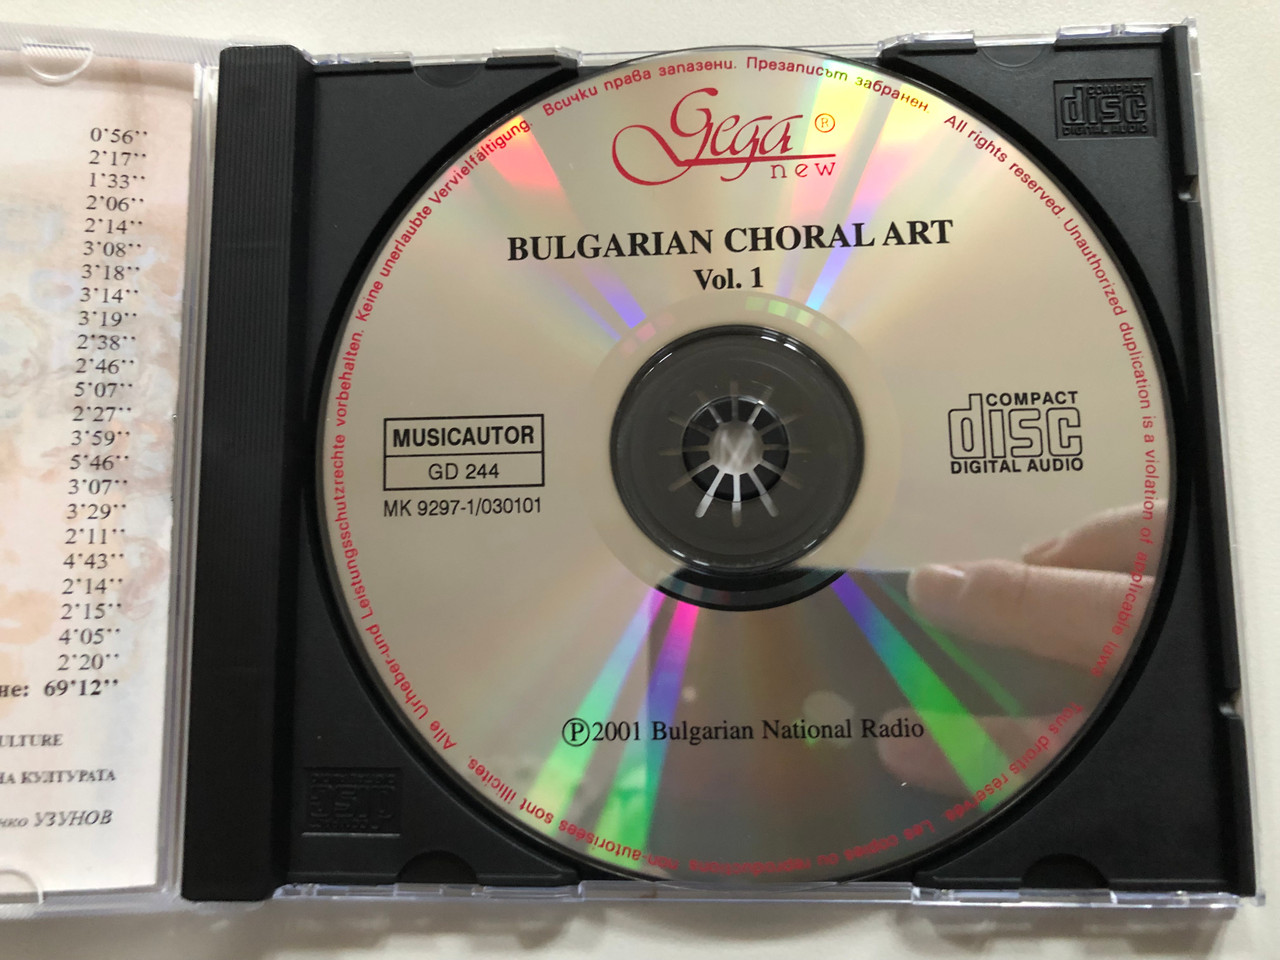 0'56''
2'17''
1'33''
2'06''
2'14''
3'08''
3'18''
3'14''
3'19''
2'38''
2'46''
5'07''
2'27''
3'59''
5'46''
3'07''
3'29''
2'11''
4'43''
2'14''
2'15''
4'05''
2'20''
69'12''
НА КУЛТУРАТА
УЗУНОВ
Всички права запазени. Презаписът забранен.
All rights reserved. Unauthorized duplication is a violation of applicable laws.
Tous droits réservés. Les copies ou reproductions non-autorisées sont illicites.
Alle Urheber-und Leistungsschutzrechte vorbehalten. Keine unerlaubte Vervielfältigung.
Gega ®
new
BULGARIAN CHORAL ART
Vol. 1
MUSICAUTOR
GD 244
MK 9297-1/030101
COMPACT
disc
DIGITAL AUDIO
℗2001 Bulgarian National Radio
COMPACT
disc
DIGITAL AUDIO